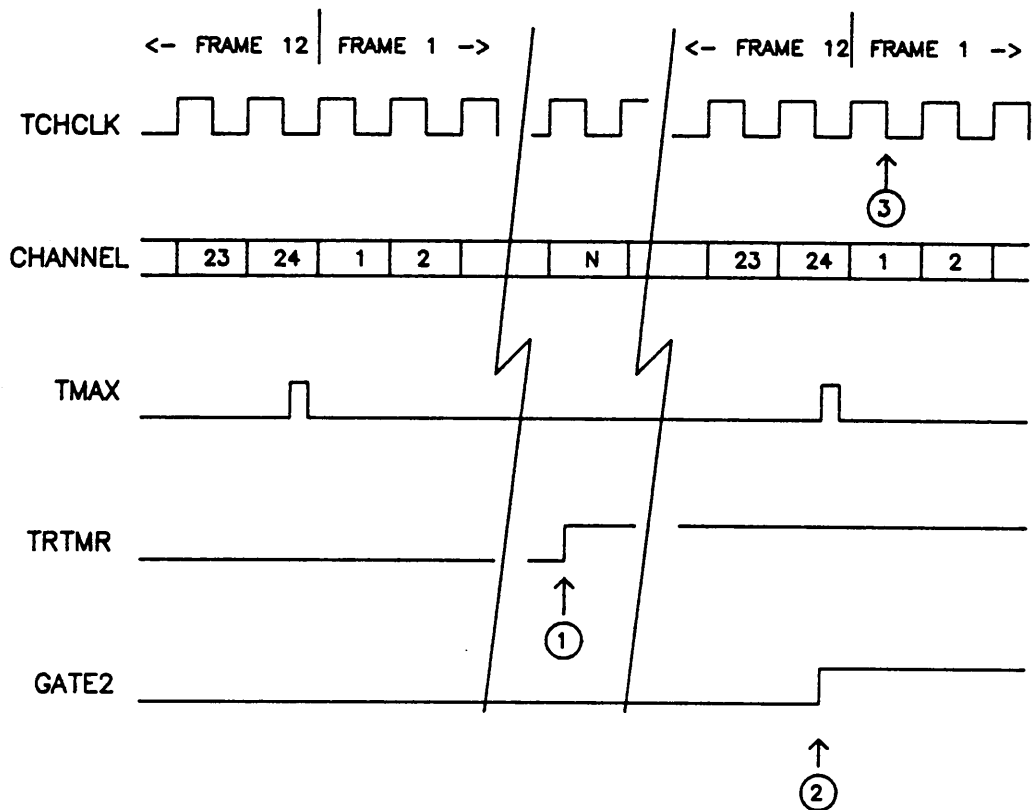 <- FRAME 12 FRAME 1 -> <- FRAME 12 FRAME 1 ->
TCHCLK
3
CHANNEL 23 24 1 2 N 23 24 1 2
TMAX
TRTMR
1
GATE2
2